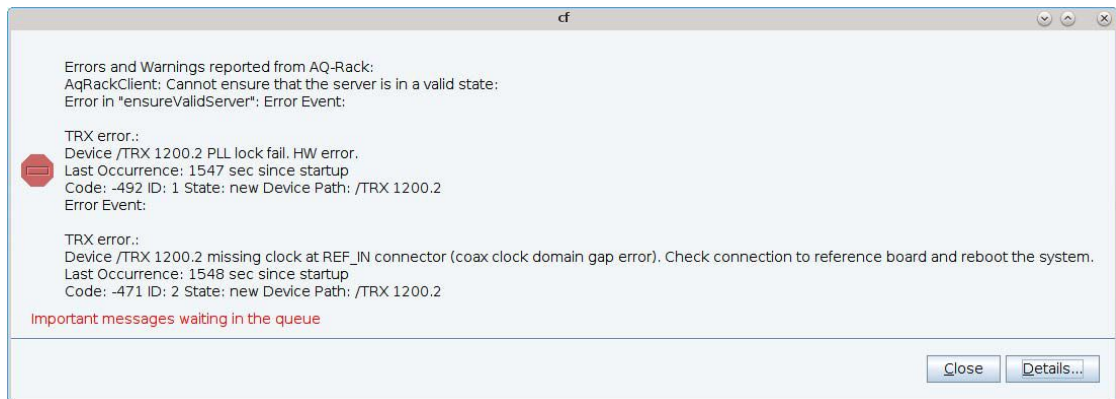 cf
Errors and Warnings reported from AQ-Rack:
AqRackClient: Cannot ensure that the server is in a valid state:
Error in "ensureValidServer": Error Event:
TRX error.:
Device /TRX 1200.2 PLL lock fail. HW error.
Last Occurrence: 1547 sec since startup
Code: -492 ID: 1 State: new Device Path: /TRX 1200.2
Error Event:
TRX error.:
Device /TRX 1200.2 missing clock at REF_IN connector (coax clock domain gap error). Check connection to reference board and reboot the system.
Last Occurrence: 1548 sec since startup
Code: -471 ID: 2 State: new Device Path: /TRX 1200.2
Important messages waiting in the queue
Close Details...